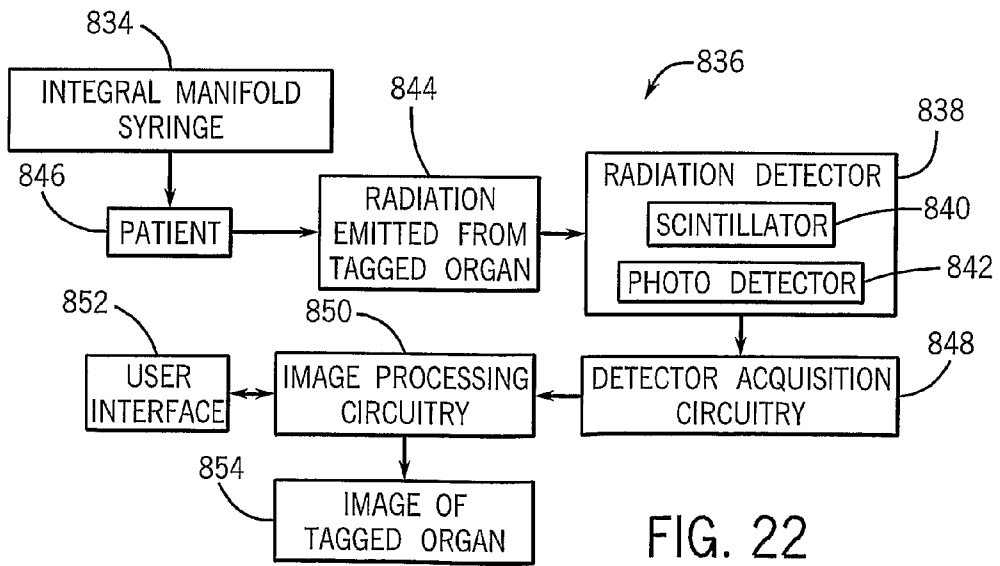 834
INTEGRAL MANIFOLD
SYRINGE
836
844
838
846
PATIENT
RADIATION
EMITTED FROM
TAGGED ORGAN
RADIATION DETECTOR
SCINTILLATOR
840
PHOTO DETECTOR
842
852
USER
INTERFACE
850
IMAGE PROCESSING
CIRCUITRY
DETECTOR ACQUISITION
CIRCUITRY
848
854
IMAGE OF
TAGGED ORGAN
FIG. 22